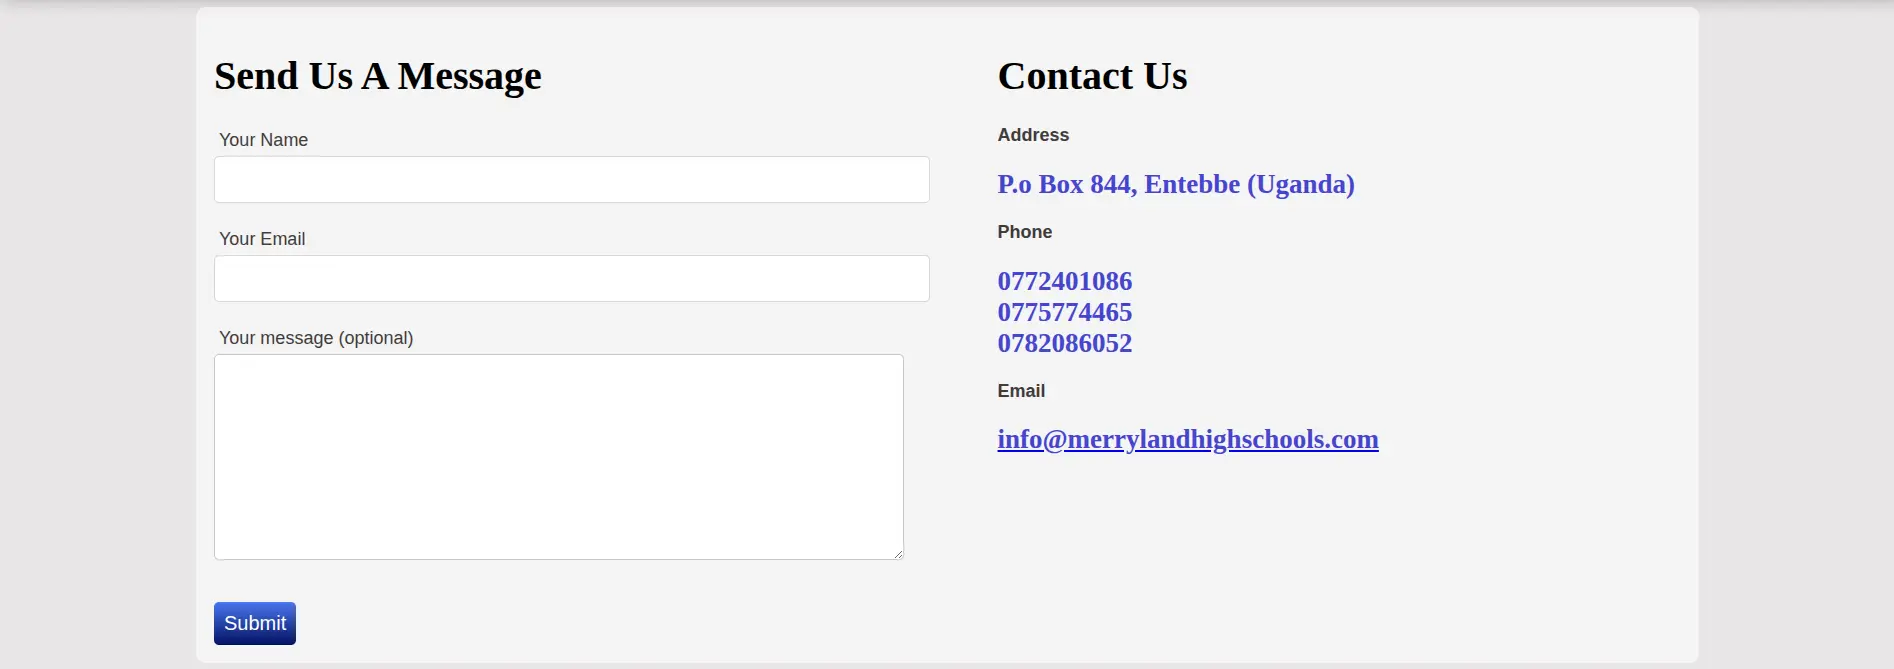 Send Us A Message
Your Name
Your Email
Your message (optional)
Submit
Contact Us
Address
P.o Box 844, Entebbe (Uganda)
Phone
0772401086
0775774465
0782086052
Email
info@merrylandhighschools.com